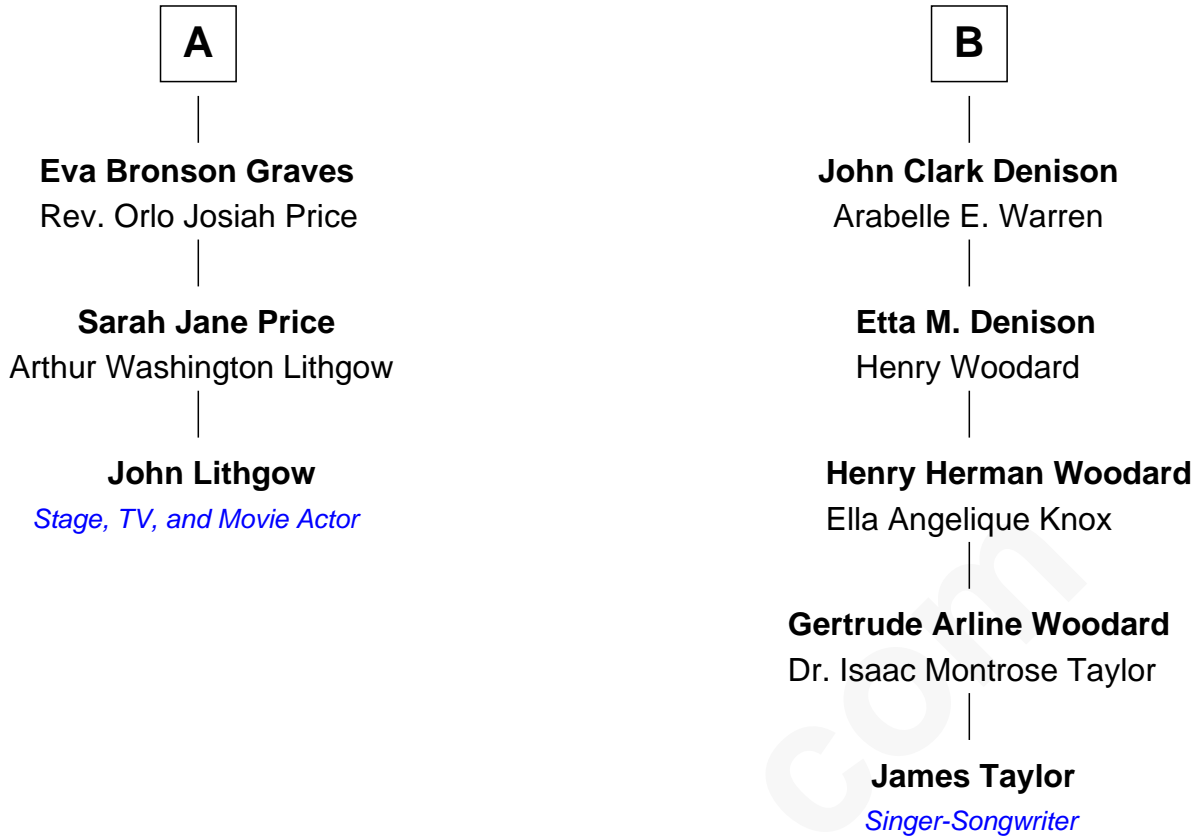 A
Eva Bronson Graves
Rev. Orlo Josiah Price
Sarah Jane Price
Arthur Washington Lithgow
John Lithgow
Stage, TV, and Movie Actor
B
John Clark Denison
Arabelle E. Warren
Etta M. Denison
Henry Woodard
Henry Herman Woodard
Ella Angelique Knox
Gertrude Arline Woodard
Dr. Isaac Montrose Taylor
James Taylor
Singer-Songwriter
com